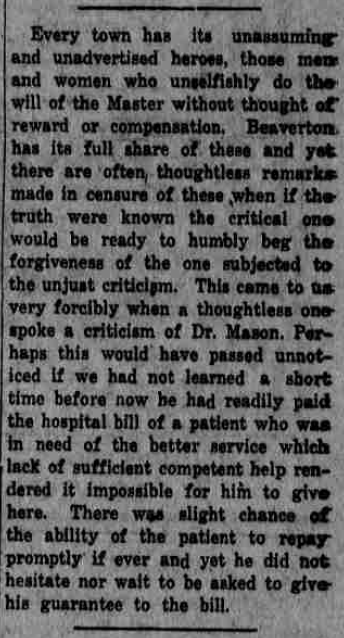 Every town has its unassuming
and unadvertised heroes, those men
and women who unselfishly do the
will of the Master without thought of
reward or compensation. Beaverton
has its full share of these and yet
there are often, thoughtless remarks
made in censure of these ,when if the
truth were known the critical one
would be ready to humbly beg the
forgiveness of the one subjected to
the unjust criticism. This came to us
very forcibly when a thoughtless one
spoke a criticism of Dr. Mason. Per-
haps this would have passed unnot-
iced if we had not learned a short
time before now he had readily paid
the hospital bill of a patient who was
in need of the better service which
lack of sufficient competent help ren-
dered it impossible for him to give
here. There was slight chance of
the ability of the patient to repay
promptly if ever and yet he did not
hesitate nor wait to be asked to give
his guarantee to the bill.